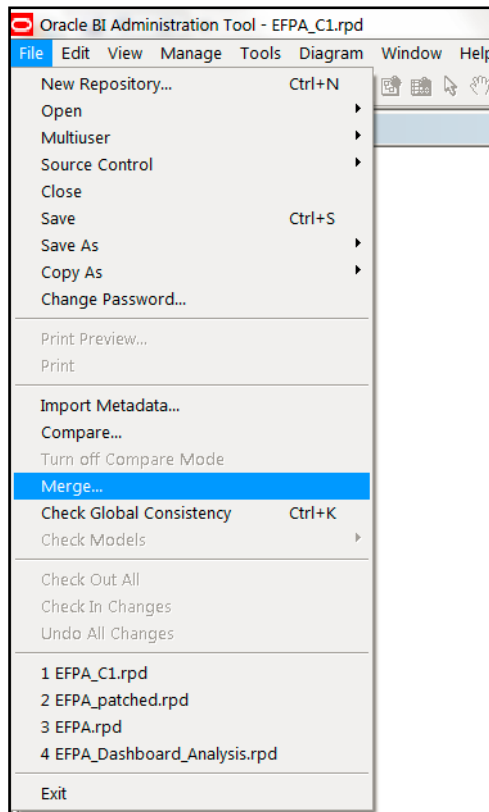 Oracle BI Administration Tool - EFPA_C1.rpd
File Edit View Manage Tools Diagram Window Help
New Repository... Ctrl+N
Open
Multiuser
Source Control
Close
Save Ctrl+S
Save As
Copy As
Change Password...
Print Preview...
Print
Import Metadata...
Compare...
Turn off Compare Mode
Merge...
Check Global Consistency Ctrl+K
Check Models
Check Out All
Check In Changes
Undo All Changes
1 EFPA_C1.rpd
2 EFPA_patched.rpd
3 EFPA.rpd
4 EFPA_Dashboard_Analysis.rpd
Exit